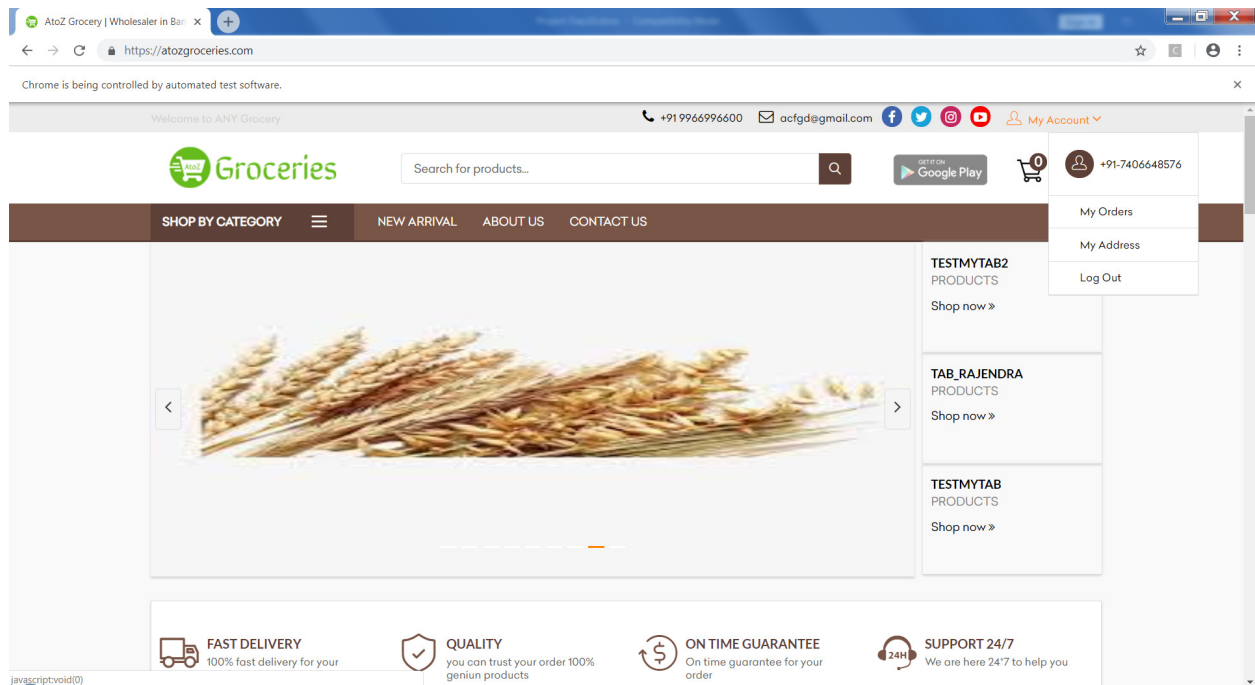 AtoZ Grocery | Wholesaler in Ban
https://atozgroceries.com
Chrome is being controlled by automated test software.
Welcome to ANY Grocery
+91 9966996600
acfgd@gmail.com
My Account
AtoZ Groceries
Search for products...
GET IT ON
Google Play
0
+91-7406648576
My Orders
My Address
Log Out
SHOP BY CATEGORY
NEW ARRIVAL
ABOUT US
CONTACT US
TESTMYTAB2
PRODUCTS
Shop now »
TAB_RAJENDRA
PRODUCTS
Shop now »
TESTMYTAB
PRODUCTS
Shop now »
FAST DELIVERY
100% fast delivery for your
QUALITY
you can trust your order 100%
geniun products
ON TIME GUARANTEE
On time guarantee for your
order
24H
SUPPORT 24/7
We are here 24*7 to help you
javascript:void(0)